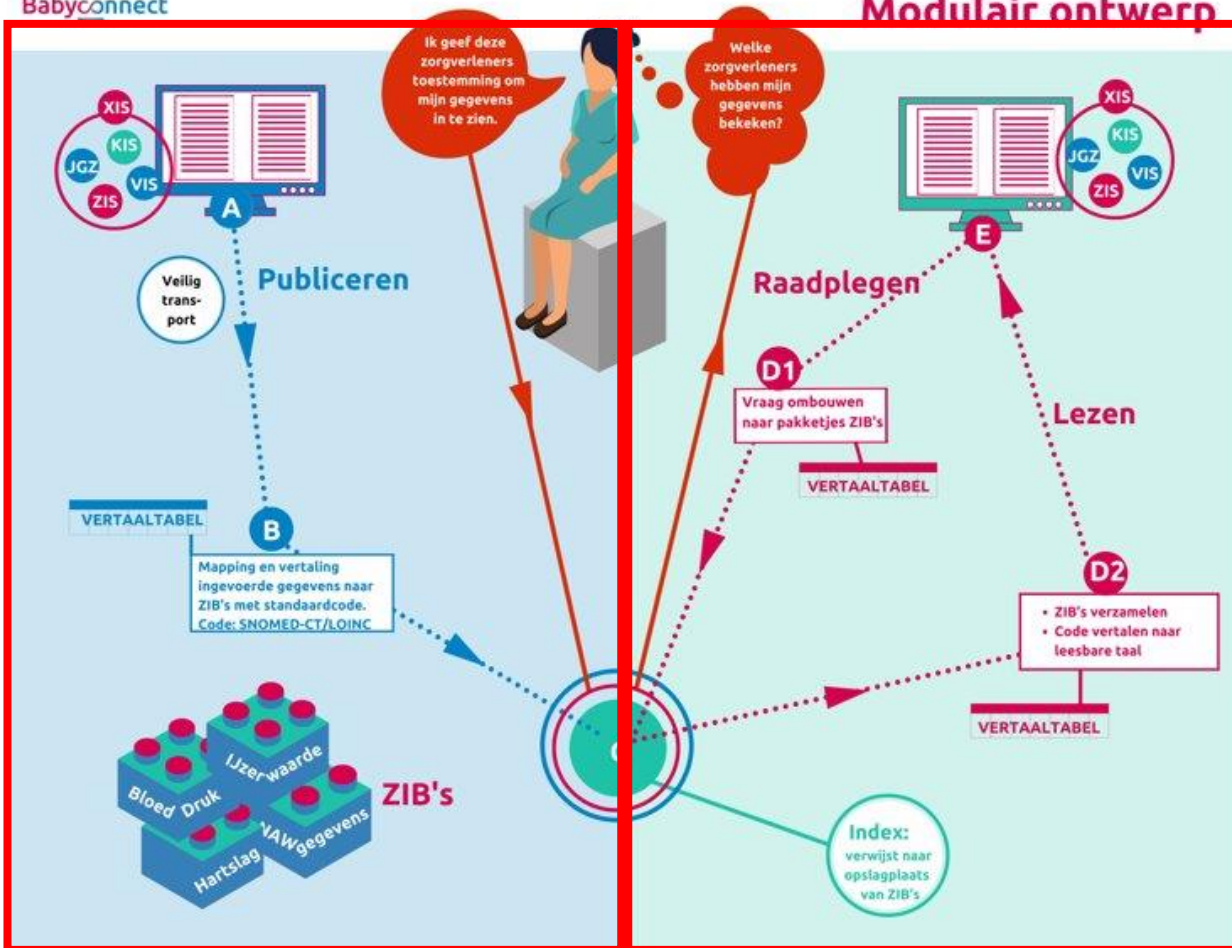 Babyconnect
Modulair ontwerp
Ik geef deze
zorgverleners
toestemming om
mijn gegevens
in te zien.
Welke
zorgverleners
hebben mijn
gegevens
bekeken?
XIS
KIS
JGZ
VIS
ZIS
A
Veilig
trans-
port
Publiceren
VERTAALTABEL
B
Mapping en vertaling
ingevoerde gegevens naar
ZIB's met standaardcode.
Code: SNOMED-CT/LOINC
Bloed Druk
IJzerwaarde
Hartslag
NAWgegevens
ZIB's
XIS
KIS
JGZ
VIS
ZIS
E
Raadplegen
D1
Vraag ombouwen
naar pakketjes ZIB's
VERTAALTABEL
Lezen
D2
• ZIB's verzamelen
• Code vertalen naar
leesbare taal
VERTAALTABEL
Index:
verwijst naar
opslagplaats
van ZIB's